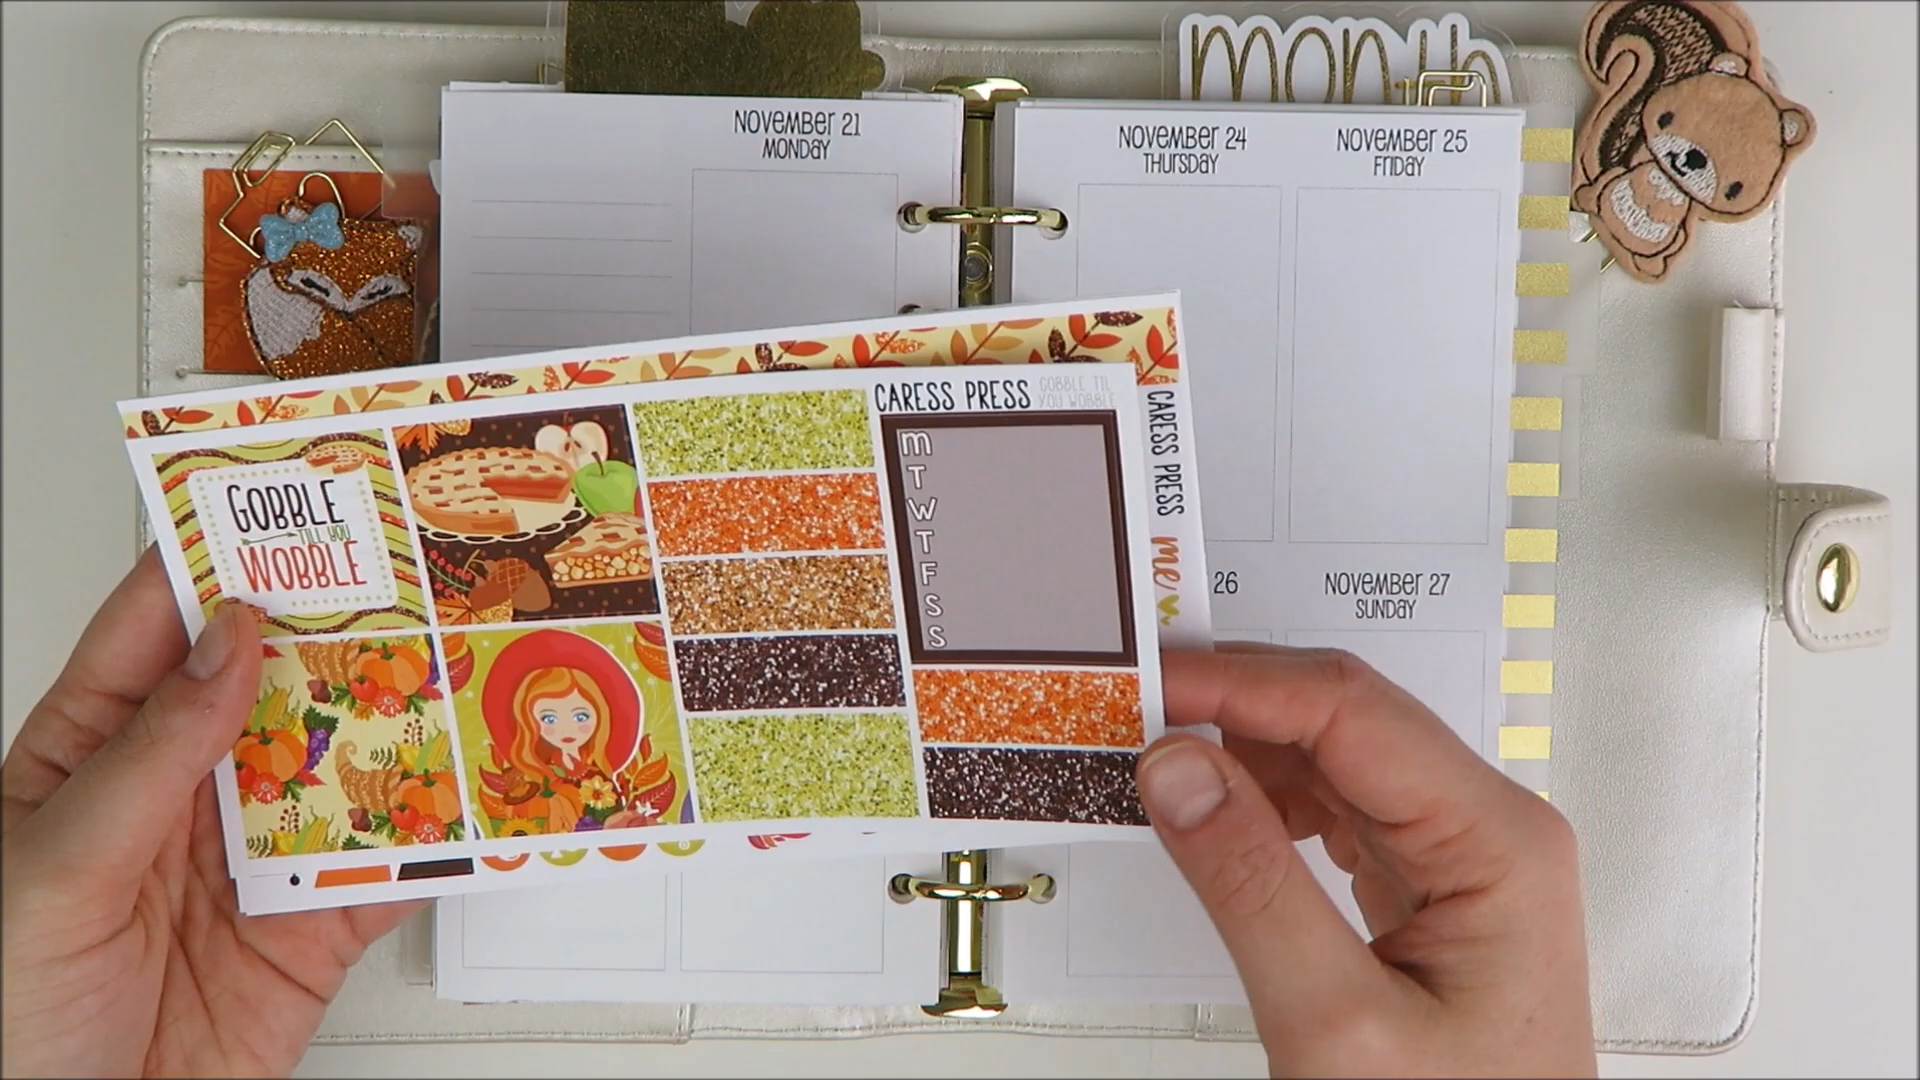 month
NOVEMBER 21
MONDAY
NOVEMBER 24
THURSDAY
NOVEMBER 25
FRIDAY
26
NOVEMBER 27
SUNDAY
CARESS PRESS
GOBBLE TIL
YOU WOBBLE
GOBBLE
TILL YOU
WOBBLE
M
T
W
T
F
S
S
CARESS PRESS
me